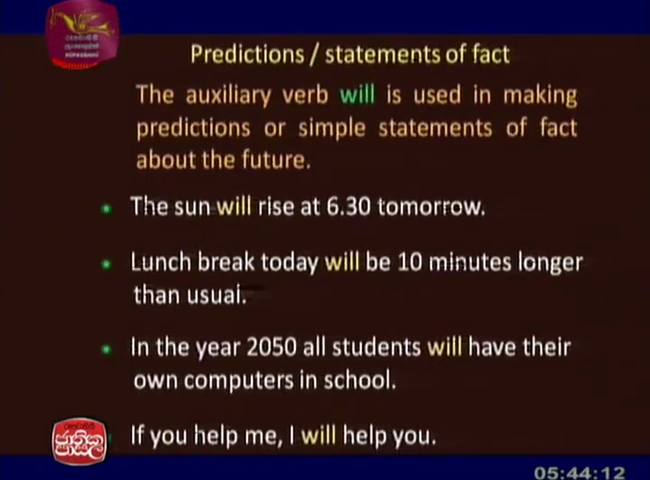 Predictions / statements of fact
The auxiliary verb will is used in making
predictions or simple statements of fact
about the future.
The sun will rise at 6.30 tomorrow.
Lunch break today will be 10 minutes longer
than usual.
In the year 2050 all students will have their
own computers in school.
If you help me, I will help you.
ජාතික
පාසල
05:44:12